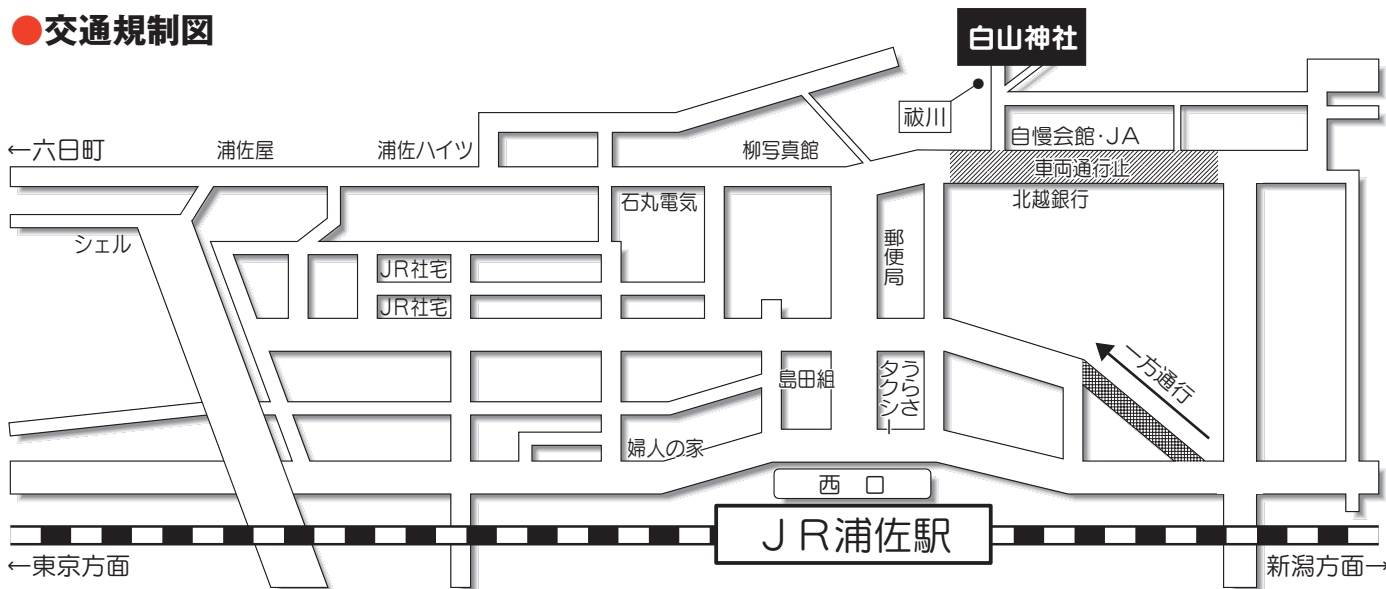 ●交通規制図
白山神社
祓川
自慢会館・JA
←六日町
浦佐屋
浦佐ハイツ
柳写真館
車両通行止
石丸電気
北越銀行
シェル
郵便局
JR社宅
JR社宅
一方通行
島田組
うらさ
タクシー
婦人の家
西口
JR浦佐駅
←東京方面
新潟方面→